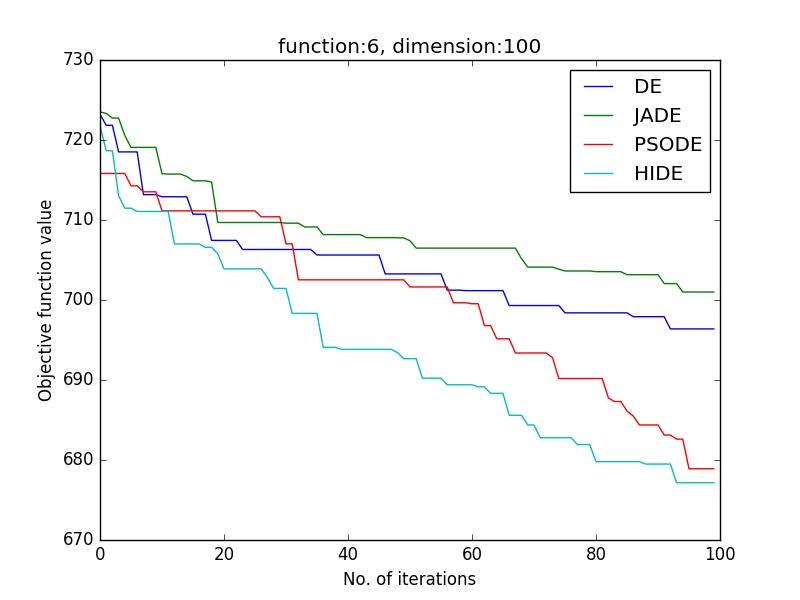 function:6, dimension:100
730
720
710
700
690
680
670
Objective function value
DE
JADE
PSODE
HIDE
0
20
40
60
80
100
No. of iterations